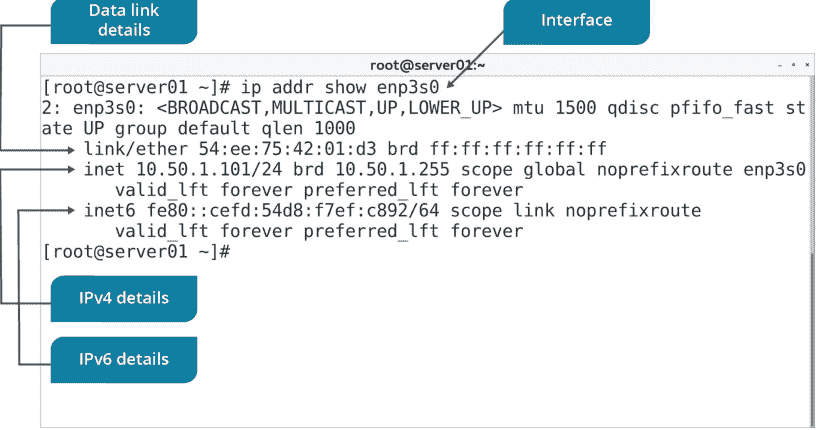 Data link
details
Interface
root@server01:~
[root@server01 ~]# ip addr show enp3s0
2: enp3s0: <BROADCAST,MULTICAST,UP,LOWER_UP> mtu 1500 qdisc pfifo_fast st
ate UP group default qlen 1000
link/ether 54:ee:75:42:01:d3 brd ff:ff:ff:ff:ff:ff
inet 10.50.1.101/24 brd 10.50.1.255 scope global noprefixroute enp3s0
valid_lft forever preferred_lft forever
inet6 fe80::cefd:54d8:f7ef:c892/64 scope link noprefixroute
valid_lft forever preferred_lft forever
[root@server01 ~]#
IPv4 details
IPv6 details